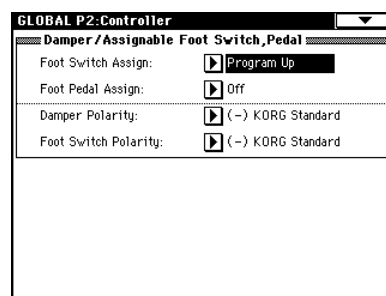 GLOBAL P2:Controller
Damper/Assignable Foot Switch,Pedal
Foot Switch Assign: Program Up
Foot Pedal Assign: Off
Damper Polarity: (-) KORG Standard
Foot Switch Polarity: (-) KORG Standard